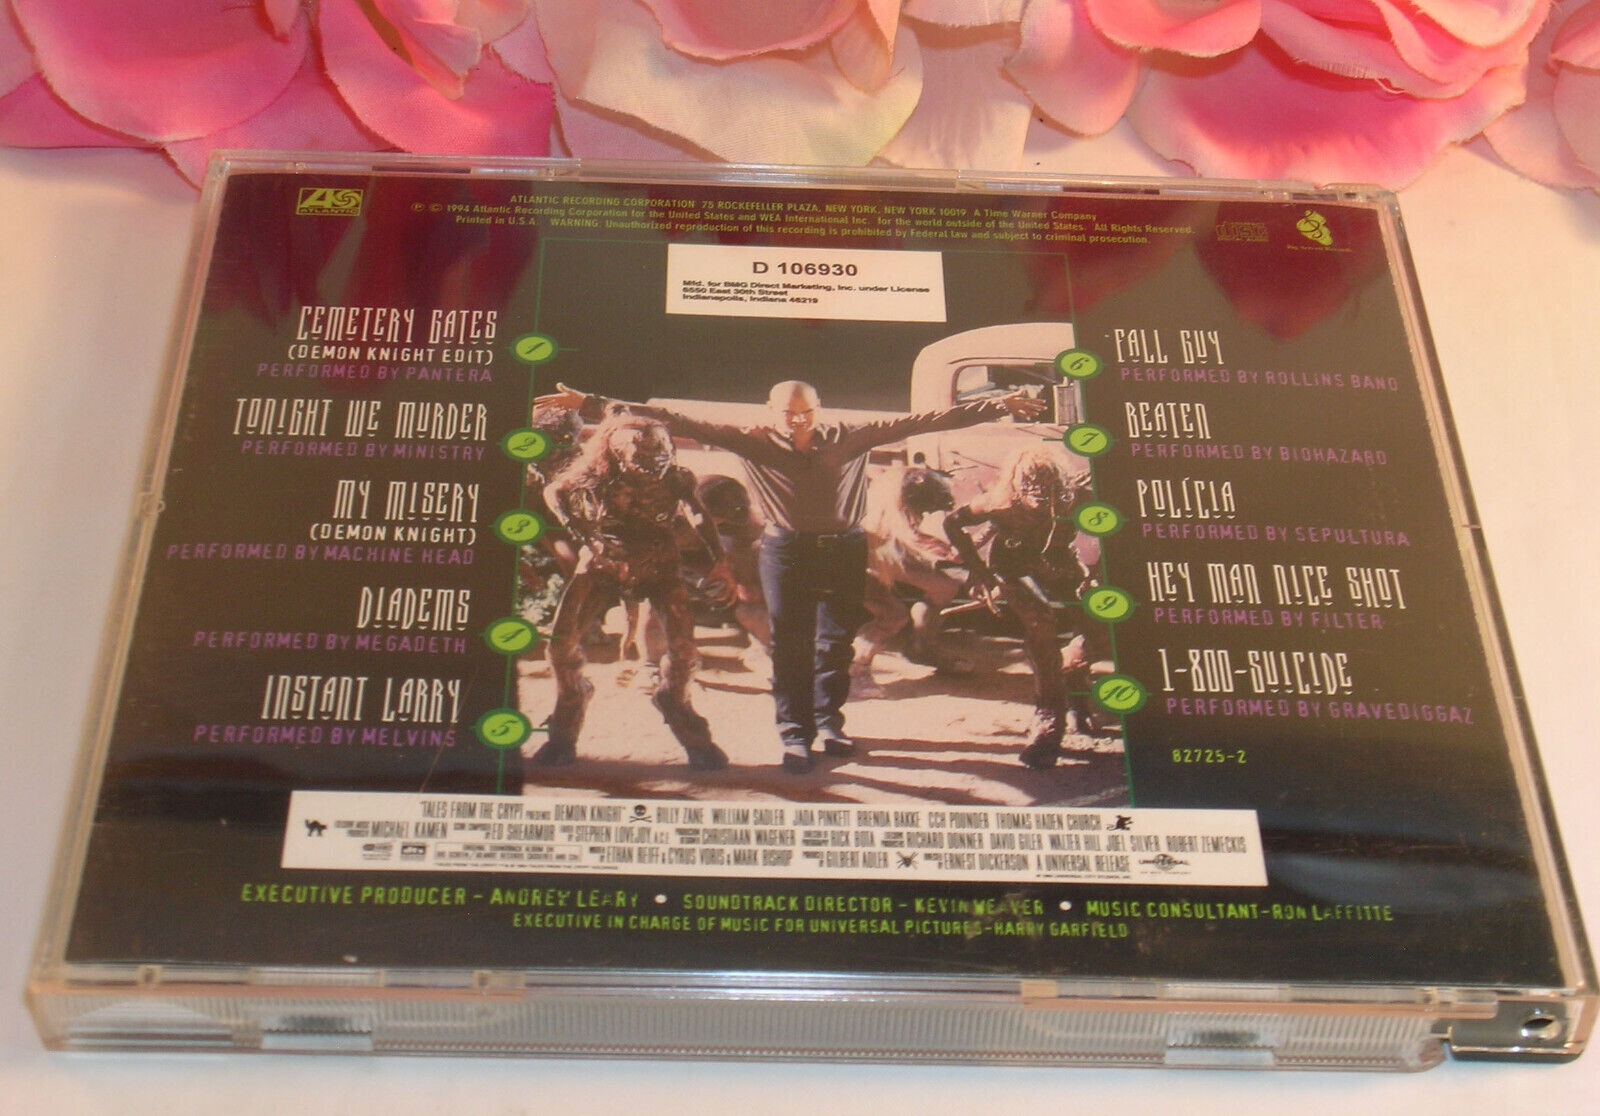 ATLANTIC
ATLANTIC RECORDING CORPORATION 75 ROCKEFELLER PLAZA, NEW YORK, NEW YORK 10019 A Time Warner Company
℗ © 1994 Atlantic Recording Corporation for the United States and WEA International Inc. for the world outside of the United States. All Rights Reserved.
Printed in U.S.A. WARNING: Unauthorized reproduction of this recording is prohibited by Federal law and subject to criminal prosecution.
D 106930
Mfd. for BMG Direct Marketing, Inc. under License
6550 East 30th Street
Indianapolis, Indiana 46219
CEMETERY GATES
(DEMON KNIGHT EDIT)
PERFORMED BY PANTERA
1
TONIGHT WE MURDER
PERFORMED BY MINISTRY
2
MY MISERY
(DEMON KNIGHT)
PERFORMED BY MACHINE HEAD
3
DIADEMS
PERFORMED BY MEGADETH
4
INSTANT LARRY
PERFORMED BY MELVINS
5
6
FALL GUY
PERFORMED BY ROLLINS BAND
7
BEATEN
PERFORMED BY BIOHAZARD
8
POLÍCIA
PERFORMED BY SEPULTURA
9
HEY MAN NICE SHOT
PERFORMED BY FILTER
10
1-800-SUICIDE
PERFORMED BY GRAVEDIGGAZ
82725-2
"TALES FROM THE CRYPT PRESENTS DEMON KNIGHT" BILLY ZANE WILLIAM SADLER JADA PINKETT BRENDA BAKKE CCH POUNDER THOMAS HADEN CHURCH
MICHAEL KAMEN ED SHEARMUR STEPHEN LOVEJOY A.C.E. CHRISTIAAN WAGENER RICK BOTA RICHARD DONNER DAVID GILER WALTER HILL JOEL SILVER ROBERT ZEMECKIS
dts ETHAN REIFF & CYRUS VORIS & MARK BISHOP GILBERT ADLER ERNEST DICKERSON A UNIVERSAL RELEASE UNIVERSAL
EXECUTIVE PRODUCER - ANDREW LEARY • SOUNDTRACK DIRECTOR - KEVIN WEAVER • MUSIC CONSULTANT-RON LAFFITTE
EXECUTIVE IN CHARGE OF MUSIC FOR UNIVERSAL PICTURES-HARRY GARFIELD